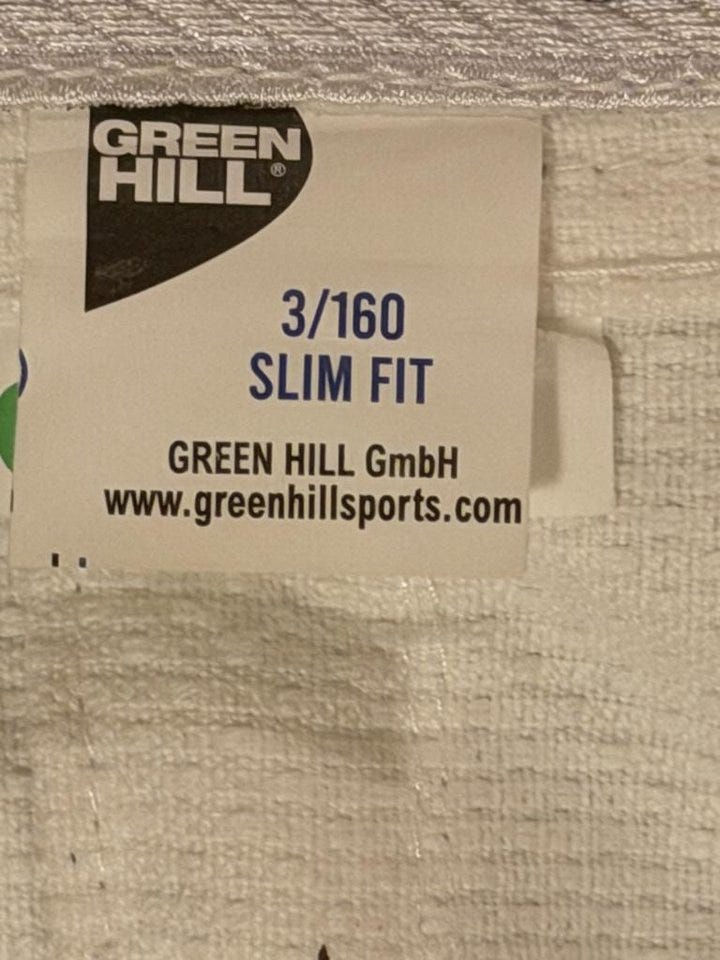 GREEN
HILL®
3/160
SLIM FIT
GREEN HILL GmbH
www.greenhillsports.com